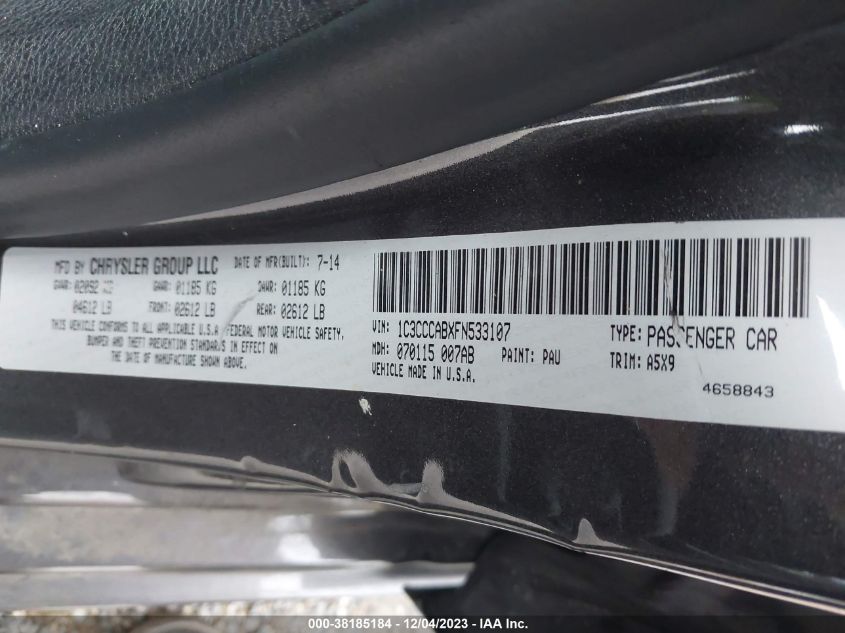 MFD BY CHRYSLER GROUP LLC DATE OF MFR(BUILT): 7-14
GVWR: 02092 KG GAWR: 01185 KG GAWR: 01185 KG
04612 LB FRONT: 02612 LB REAR: 02612 LB
THIS VEHICLE CONFORMS TO ALL APPLICABLE U.S.A. FEDERAL MOTOR VEHICLE SAFETY,
BUMPER AND THEFT PREVENTION STANDARDS IN EFFECT ON
THE DATE OF MANUFACTURE SHOWN ABOVE.
VIN: 1C3CCCABXFN533107 TYPE: PASSENGER CAR
MDH: 070115 007AB PAINT: PAU TRIM: A5X9
VEHICLE MADE IN U.S.A.
4658843
000-38185184 - 12/04/2023 - IAA Inc.